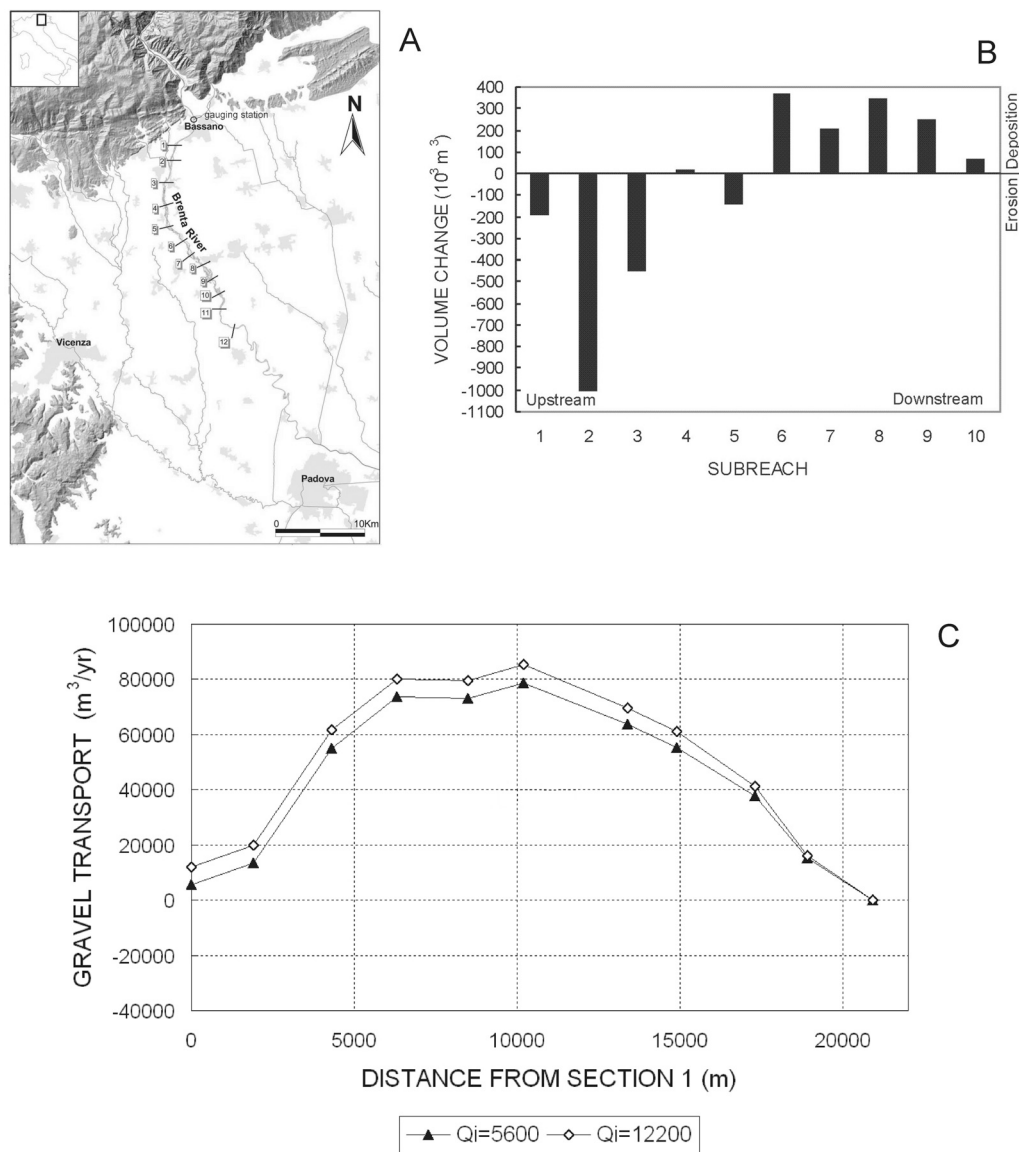 A
N
gauging station
Bassano
1
2
3
4
5
6
7
8
9
10
11
12
Brenta River
Vicenza
Padova
0 10Km
B
VOLUME CHANGE (10³ m³)
400
300
200
100
0
-100
-200
-300
-400
-500
-600
-700
-800
-900
-1000
-1100
Deposition
Erosion
Upstream Downstream
1 2 3 4 5 6 7 8 9 10
SUBREACH
C
GRAVEL TRANSPORT (m³/yr)
100000
80000
60000
40000
20000
0
-20000
-40000
0 5000 10000 15000 20000
DISTANCE FROM SECTION 1 (m)
Qi=5600 Qi=12200